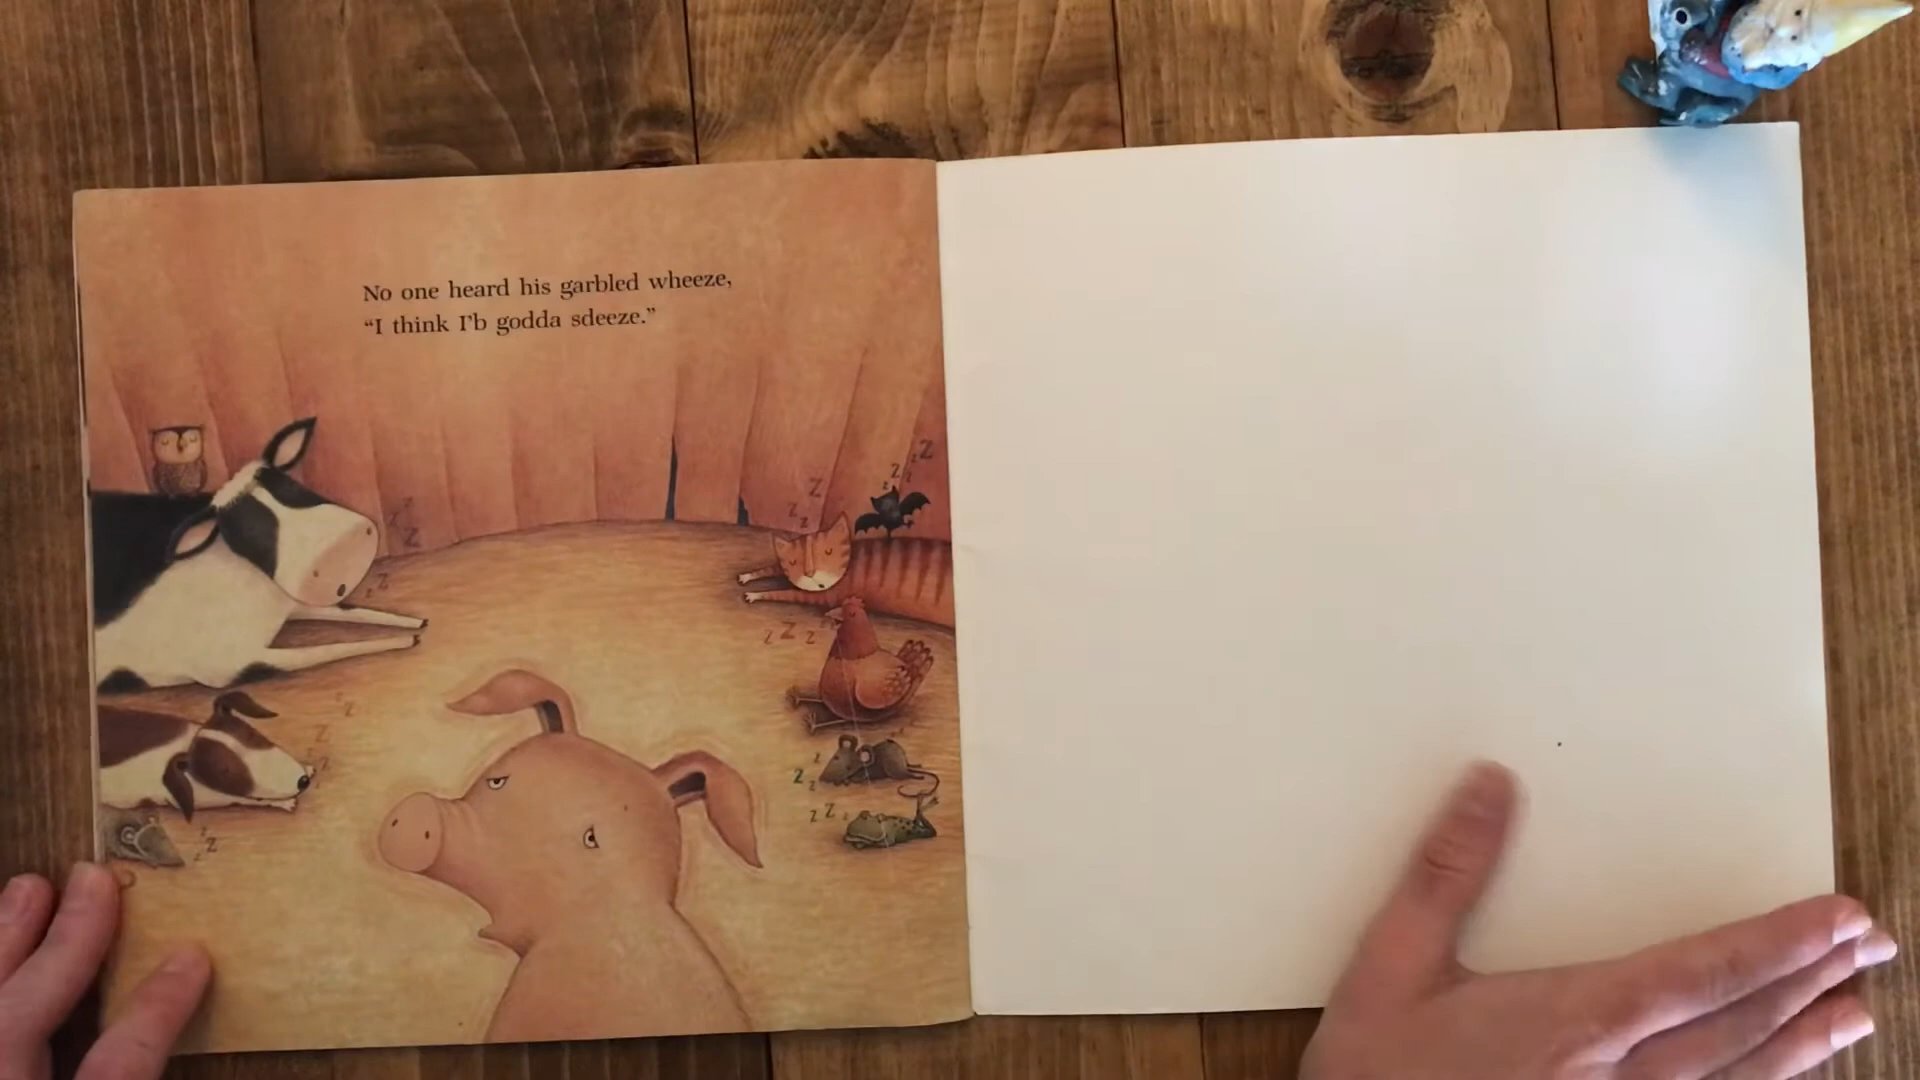 No one heard his garbled wheeze,
“I think I’b godda sdeeze.”